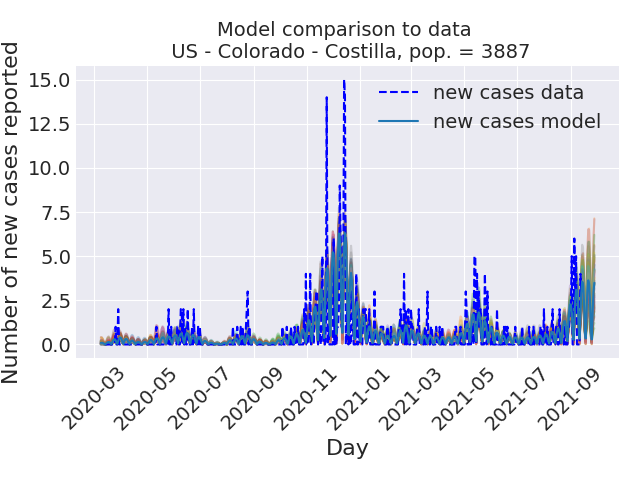 Model comparison to data
US - Colorado - Costilla, pop. = 3887
Number of new cases reported
15.0
12.5
10.0
7.5
5.0
2.5
0.0
new cases data
new cases model
2020-03
2020-05
2020-07
2020-09
2020-11
2021-01
2021-03
2021-05
2021-07
2021-09
Day